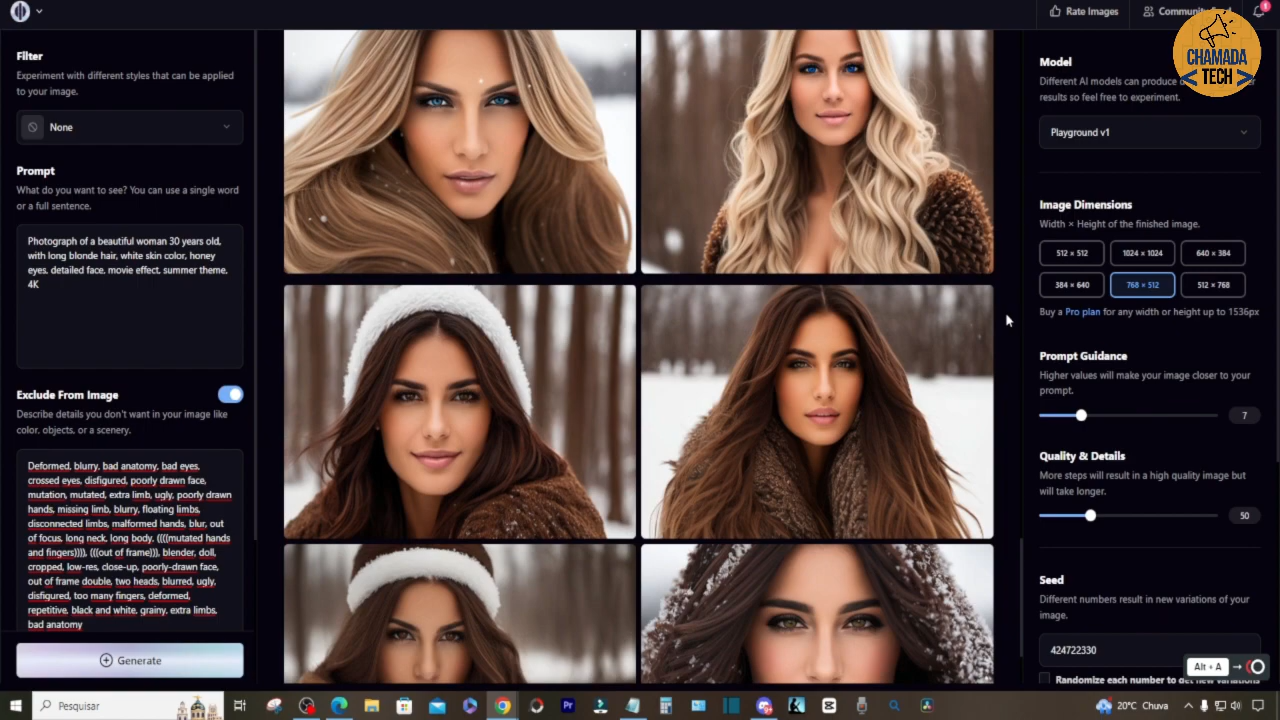 Rate Images
Community
1
CHAMADA
TECH
Filter
Experiment with different styles that can be applied
to your image.
None
Prompt
What do you want to see? You can use a single word
or a full sentence.
Photograph of a beautiful woman 30 years old,
with long blonde hair, white skin color, honey
eyes, detailed face, movie effect, summer theme,
4K
Exclude From Image
Describe details you don't want in your image like
color, objects, or a scenery.
Deformed, blurry, bad anatomy, bad eyes,
crossed eyes, disfigured, poorly drawn face,
mutation, mutated, extra limb, ugly, poorly drawn
hands, missing limb, blurry, floating limbs,
disconnected limbs, malformed hands, blur, out
of focus, long neck, long body, ((((mutated hands
and fingers)))), (((out of frame))), blender, doll,
cropped, low-res, close-up, poorly-drawn face,
out of frame double, two heads, blurred, ugly,
disfigured, too many fingers, deformed,
repetitive, black and white, grainy, extra limbs,
bad anatomy
Generate
Model
Different AI models can produce
results so feel free to experiment.
Playground v1
Image Dimensions
Width × Height of the finished image.
512 × 512
1024 × 1024
640 × 384
384 × 640
768 × 512
512 × 768
Buy a Pro plan for any width or height up to 1536px
Prompt Guidance
Higher values will make your image closer to your
prompt.
7
Quality & Details
More steps will result in a high quality image but
will take longer.
50
Seed
Different numbers result in new variations of your
image.
424722330
Alt + A
Randomize each number to get new variations
Pesquisar
Pr
20°C Chuva